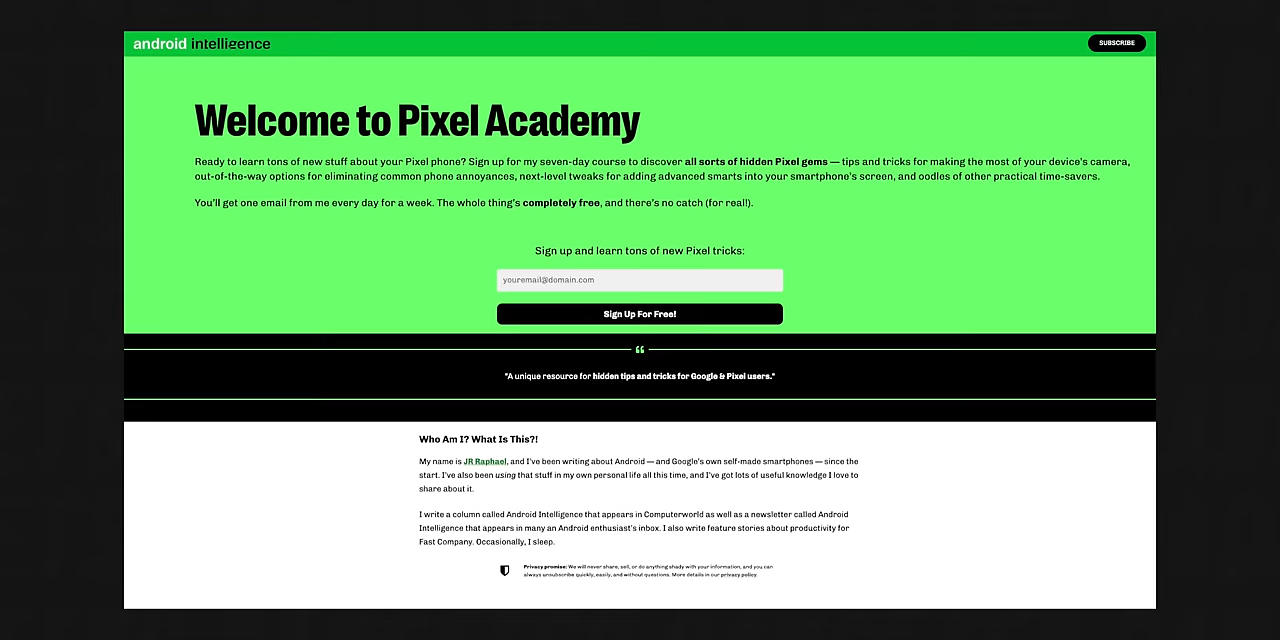 android intelligence
SUBSCRIBE
Welcome to Pixel Academy
Ready to learn tons of new stuff about your Pixel phone? Sign up for my seven-day course to discover all sorts of hidden Pixel gems — tips and tricks for making the most of your device's camera,
out-of-the-way options for eliminating common phone annoyances, next-level tweaks for adding advanced smarts into your smartphone's screen, and oodles of other practical time-savers.
You'll get one email from me every day for a week. The whole thing's completely free, and there's no catch (for real!).
Sign up and learn tons of new Pixel tricks:
youremail@domain.com
Sign Up For Free!
“
"A unique resource for hidden tips and tricks for Google & Pixel users."
Who Am I? What Is This?!
My name is JR Raphael, and I've been writing about Android — and Google's own self-made smartphones — since the
start. I've also been using that stuff in my own personal life all this time, and I've got lots of useful knowledge I love to
share about it.
I write a column called Android Intelligence that appears in Computerworld as well as a newsletter called Android
Intelligence that appears in many an Android enthusiast's inbox. I also write feature stories about productivity for
Fast Company. Occasionally, I sleep.
Privacy promise: We will never share, sell, or do anything shady with your information, and you can
always unsubscribe quickly, easily, and without questions. More details in our privacy policy.